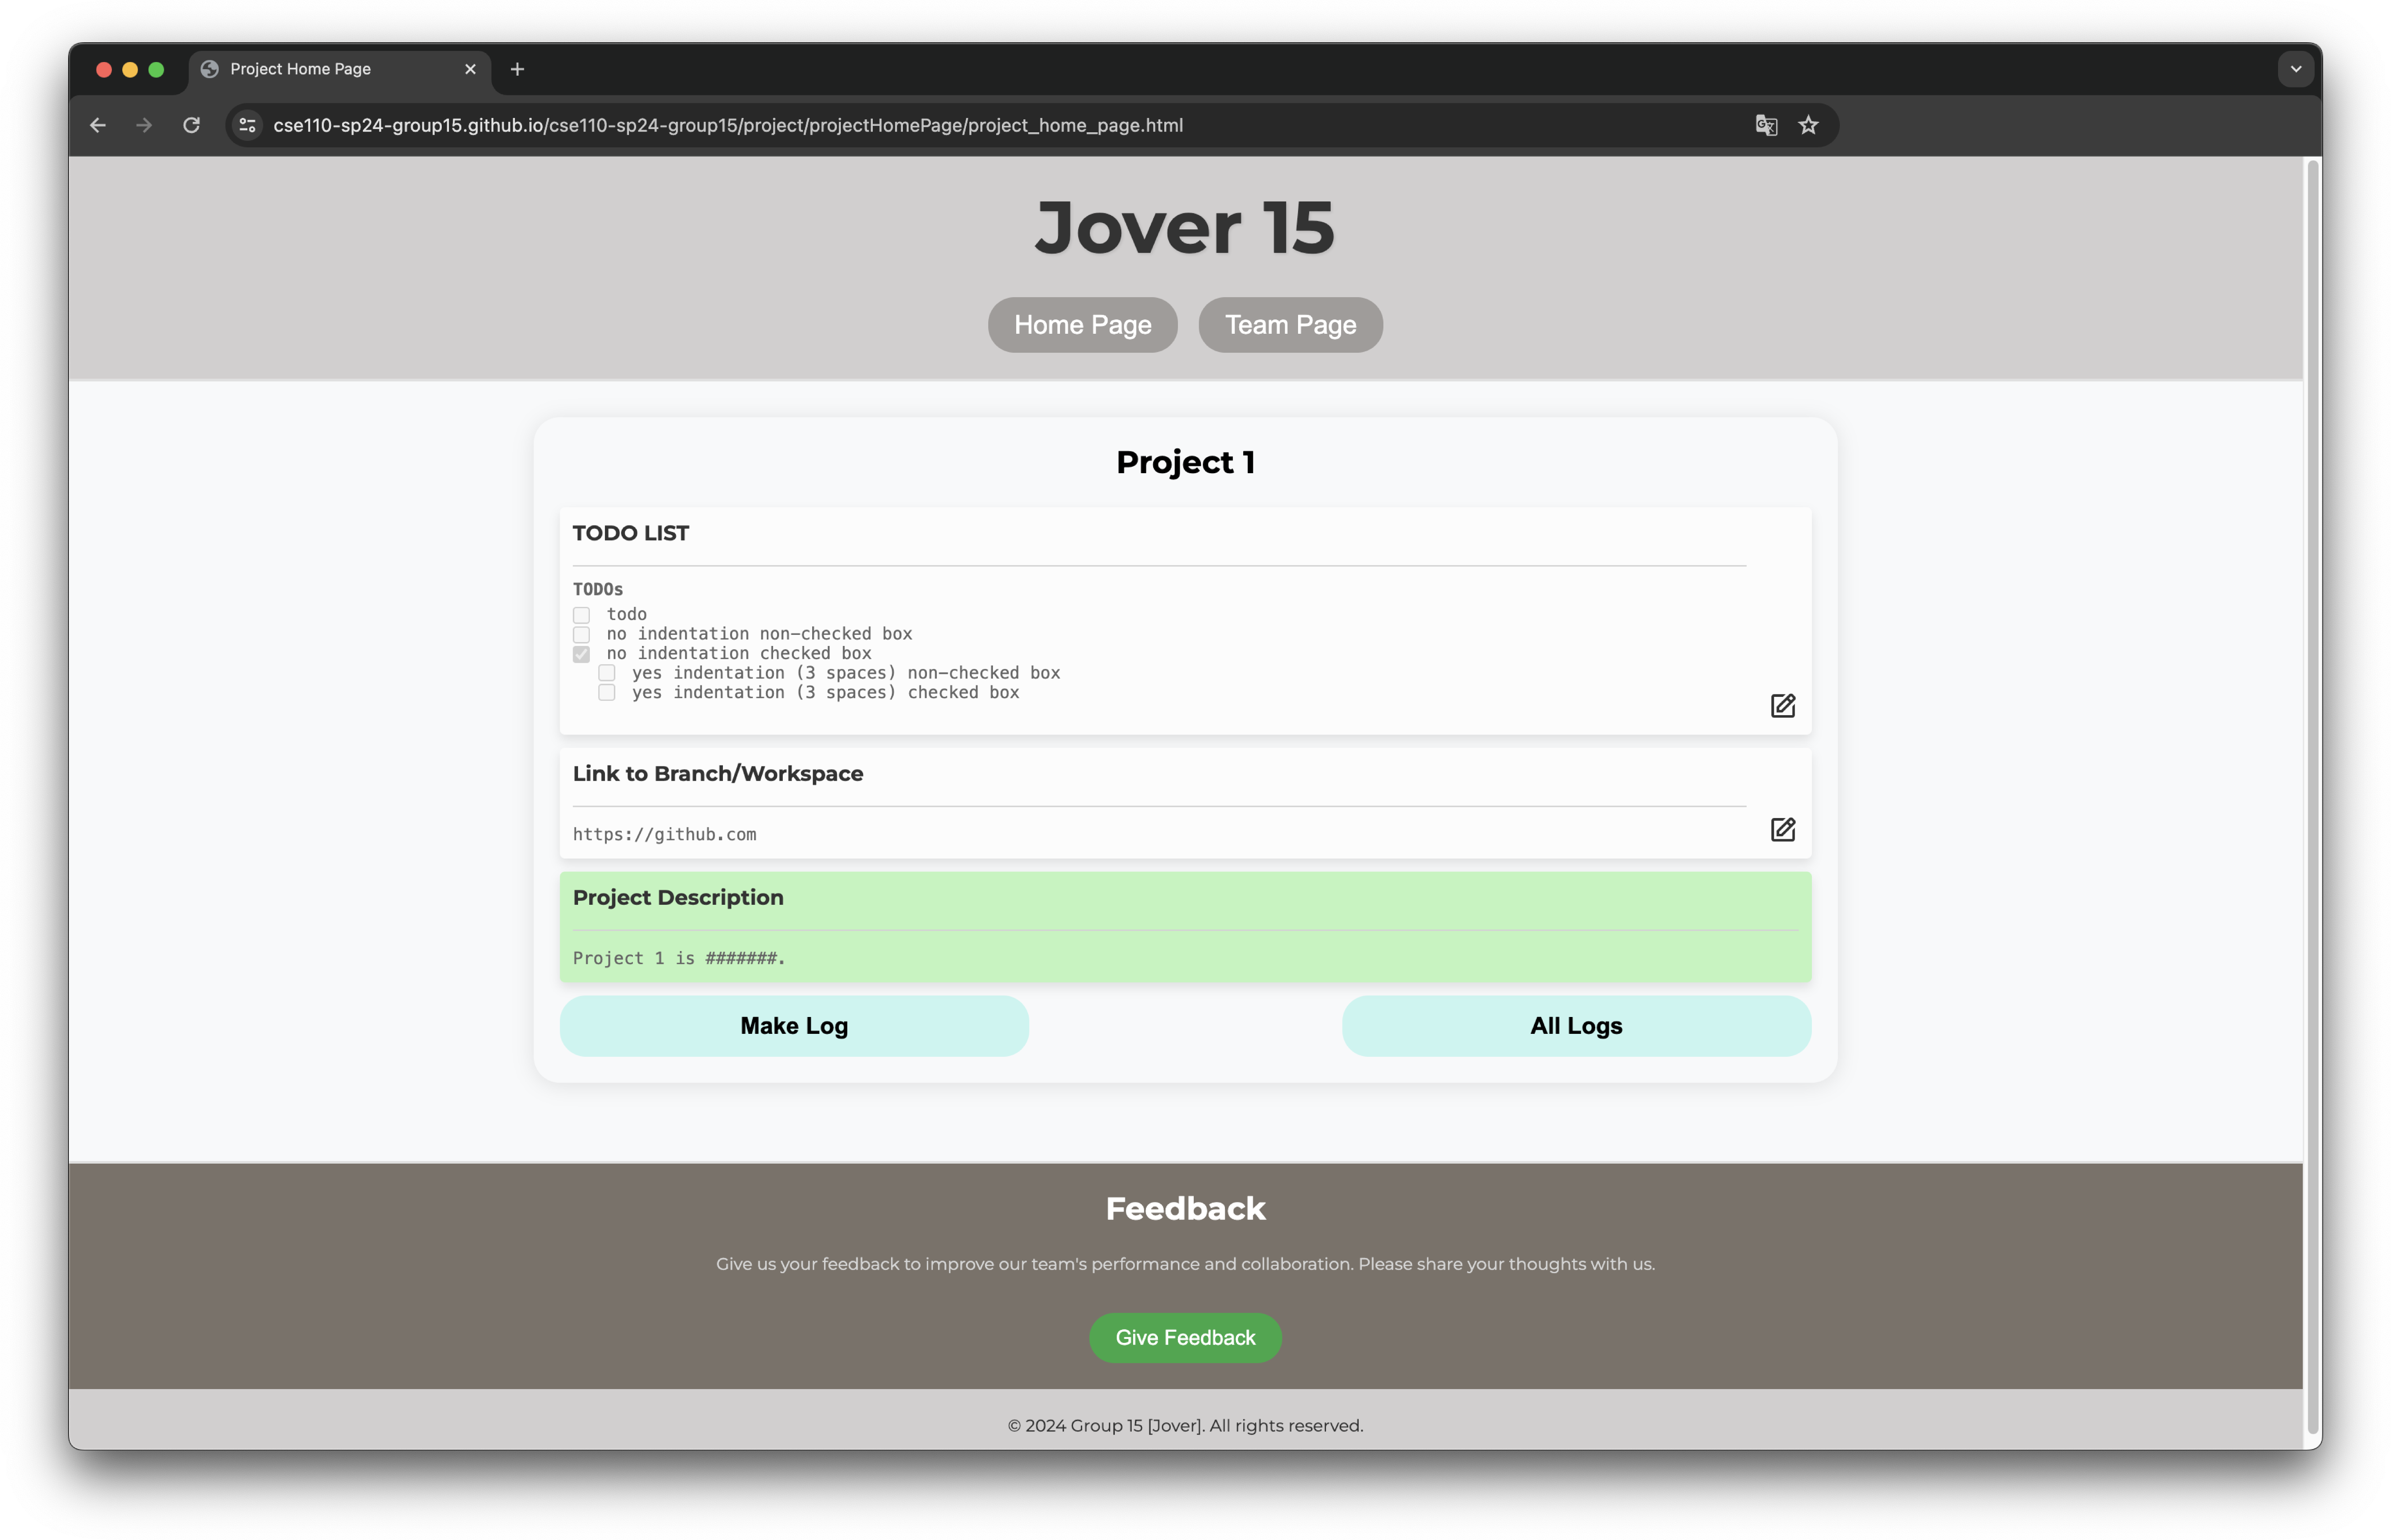 Project Home Page
cse110-sp24-group15.github.io/cse110-sp24-group15/project/projectHomePage/project_home_page.html
Jover 15
Home Page Team Page
Project 1
TODO LIST
TODOs
todo
no indentation non-checked box
no indentation checked box
yes indentation (3 spaces) non-checked box
yes indentation (3 spaces) checked box
Link to Branch/Workspace
https://github.com
Project Description
Project 1 is #######.
Make Log All Logs
Feedback
Give us your feedback to improve our team's performance and collaboration. Please share your thoughts with us.
Give Feedback
© 2024 Group 15 [Jover]. All rights reserved.